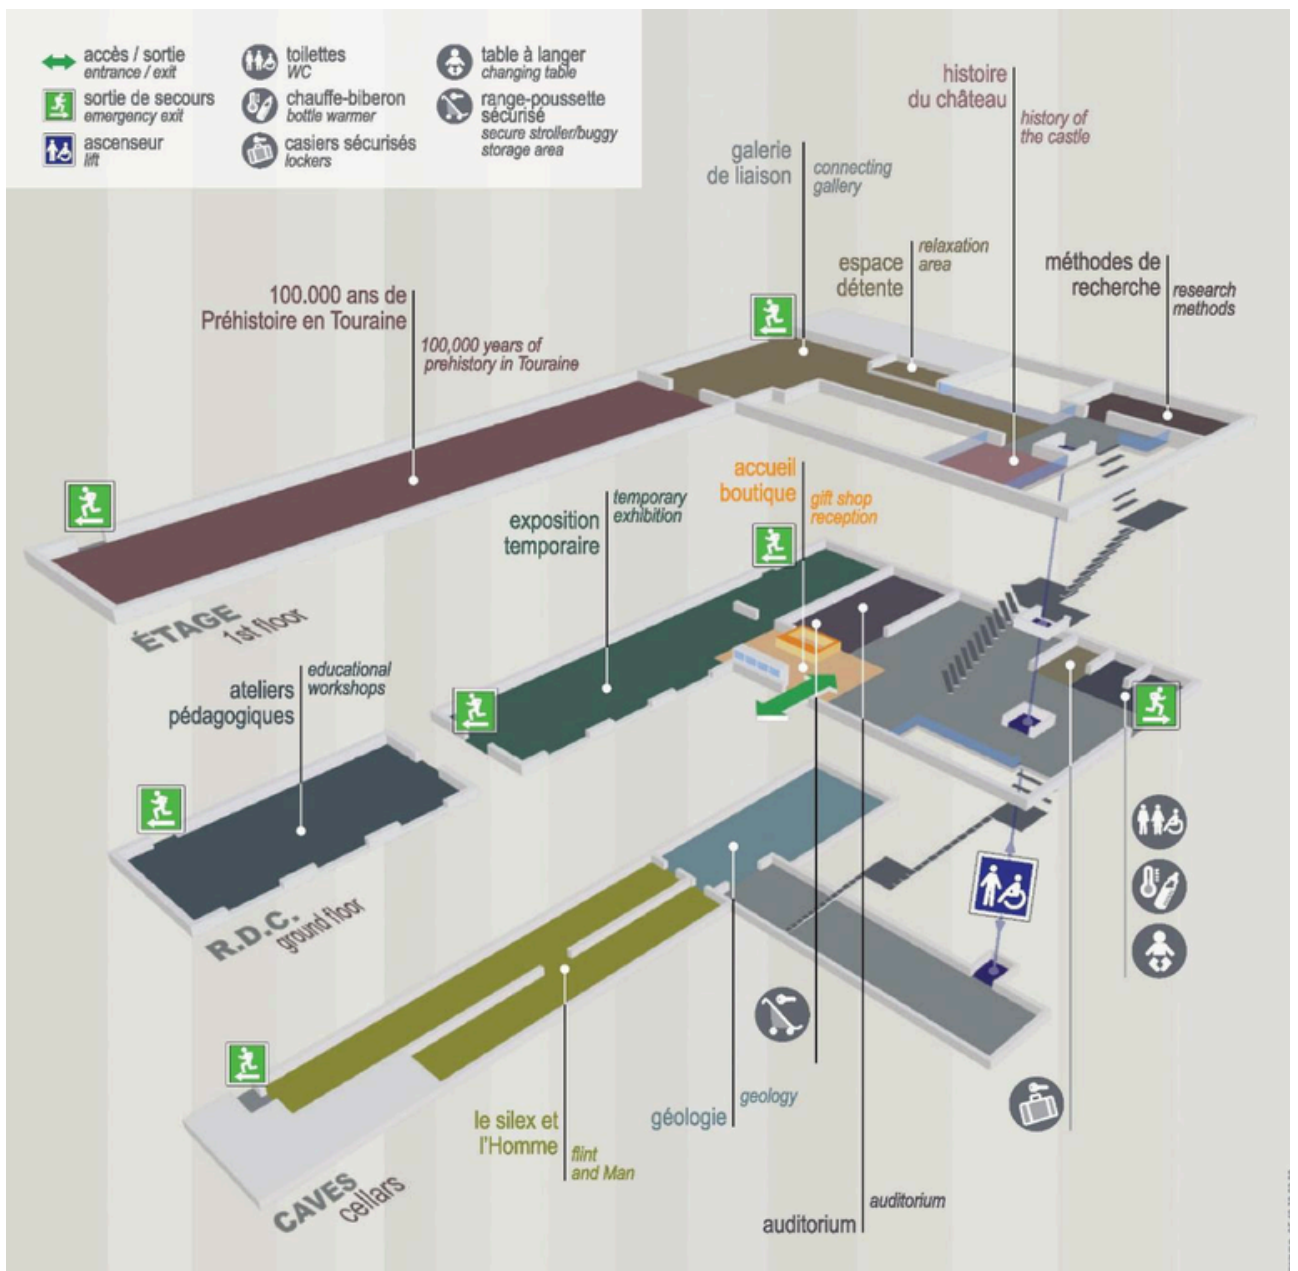 accès / sortie
entrance / exit
sortie de secours
emergency exit
ascenseur
lift
toilettes
WC
chauffe-biberon
bottle warmer
casiers sécurisés
lockers
table à langer
changing table
range-poussette
sécurisé
secure stroller/buggy
storage area
histoire
du château
history of
the castle
galerie
de liaison
connecting
gallery
espace
détente
relaxation
area
méthodes de
recherche
research
methods
100.000 ans de
Préhistoire en Touraine
100,000 years of
prehistory in Touraine
accueil
boutique
gift shop
reception
exposition
temporaire
temporary
exhibition
ÉTAGE
1st floor
ateliers
pédagogiques
educational
workshops
R.D.C.
ground floor
le silex et
l'Homme
flint
and Man
géologie
geology
CAVES
cellars
auditorium
auditorium